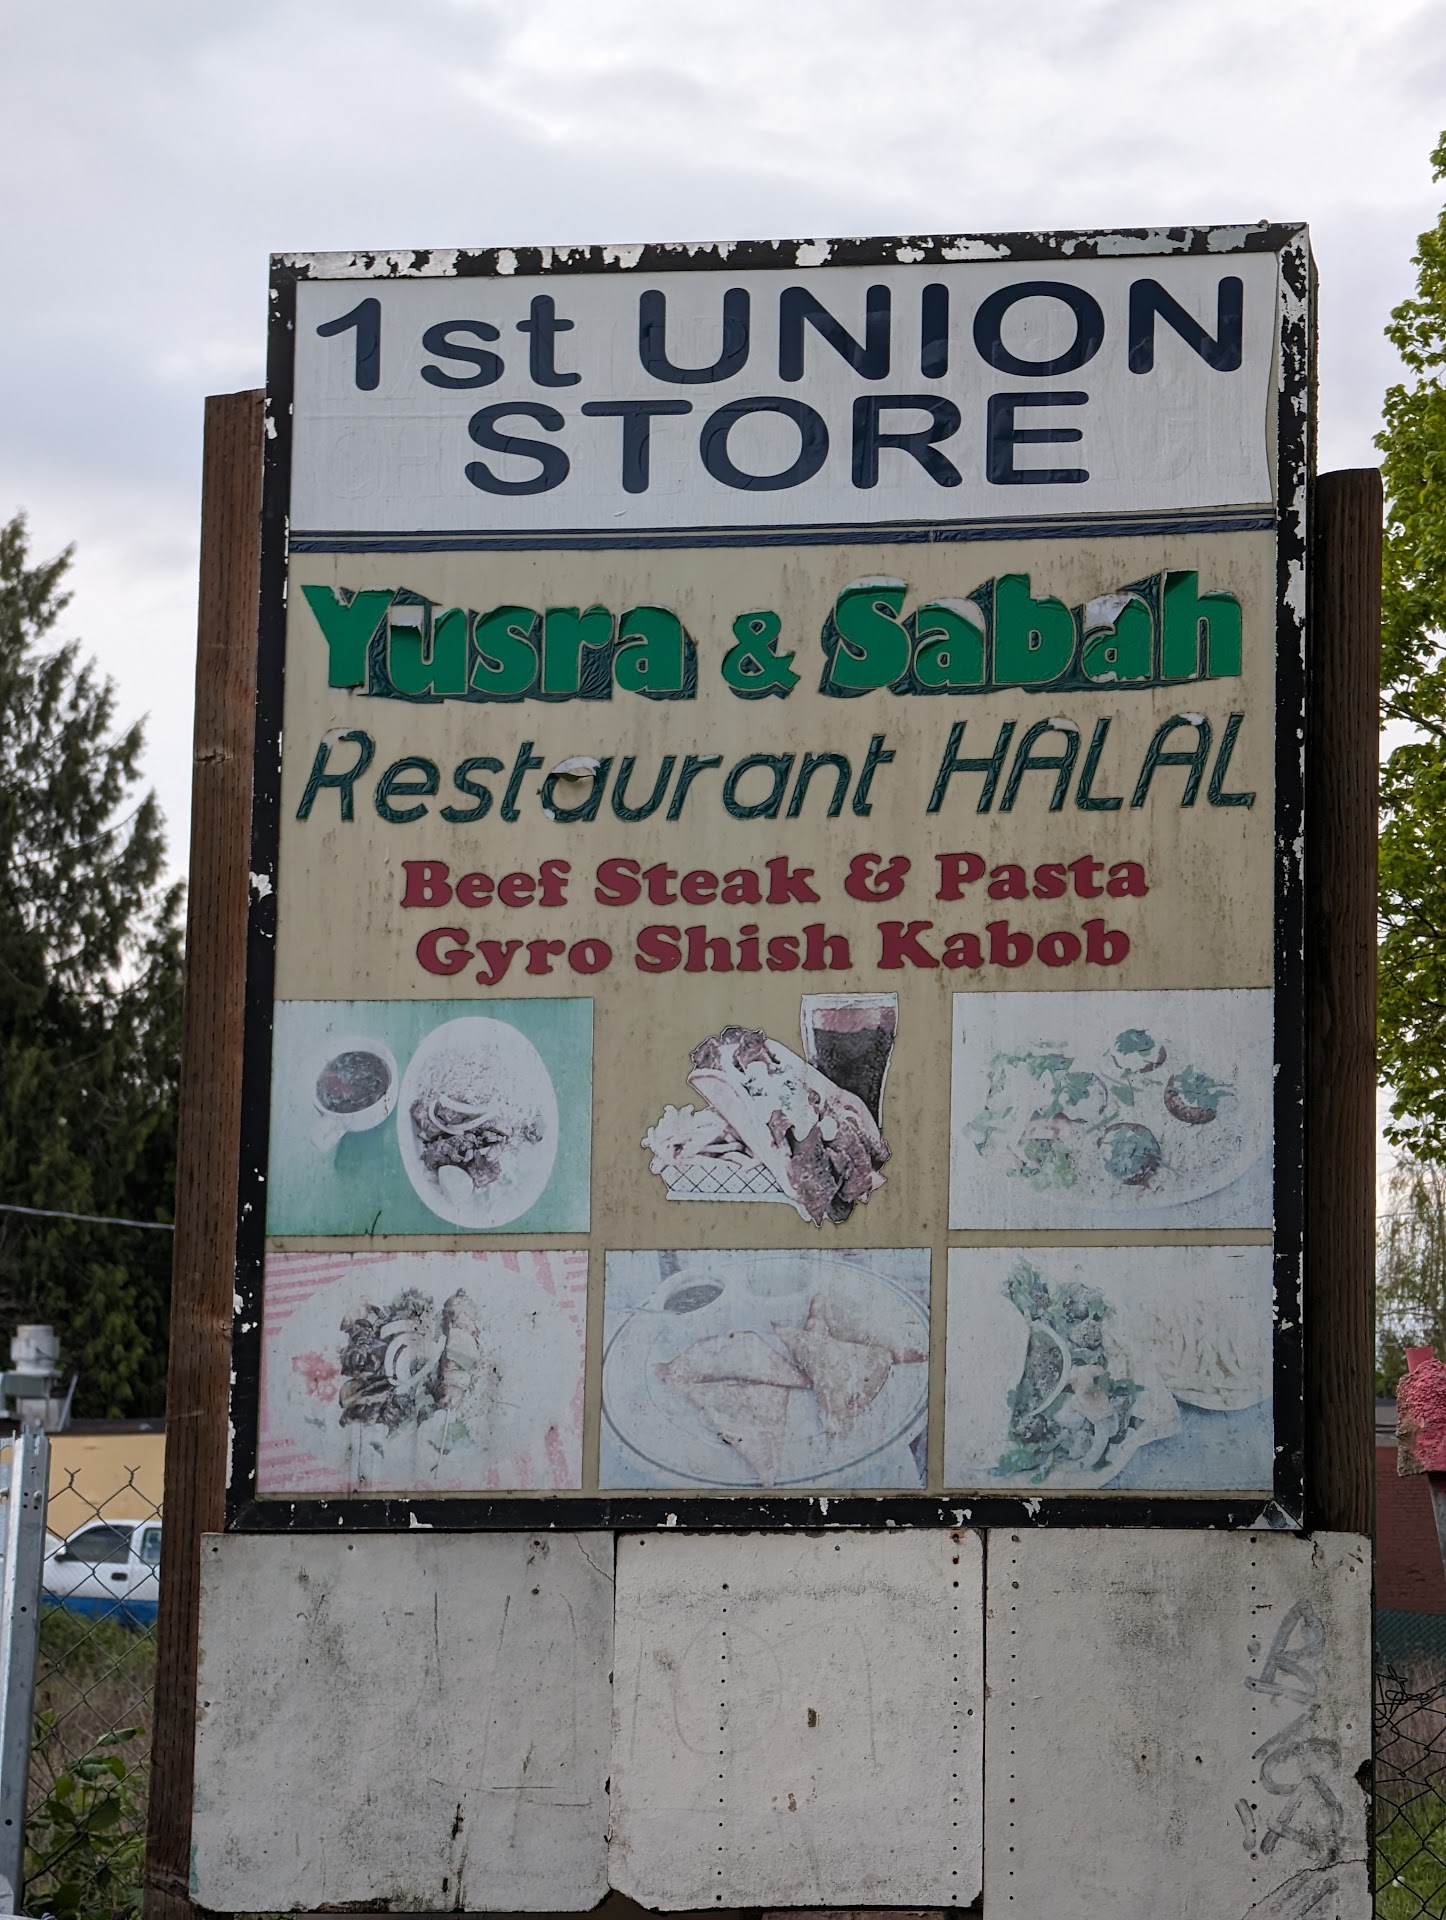 1st UNION
STORE
Yusra & Sabah
Restaurant HALAL
Beef Steak & Pasta
Gyro Shish Kabob